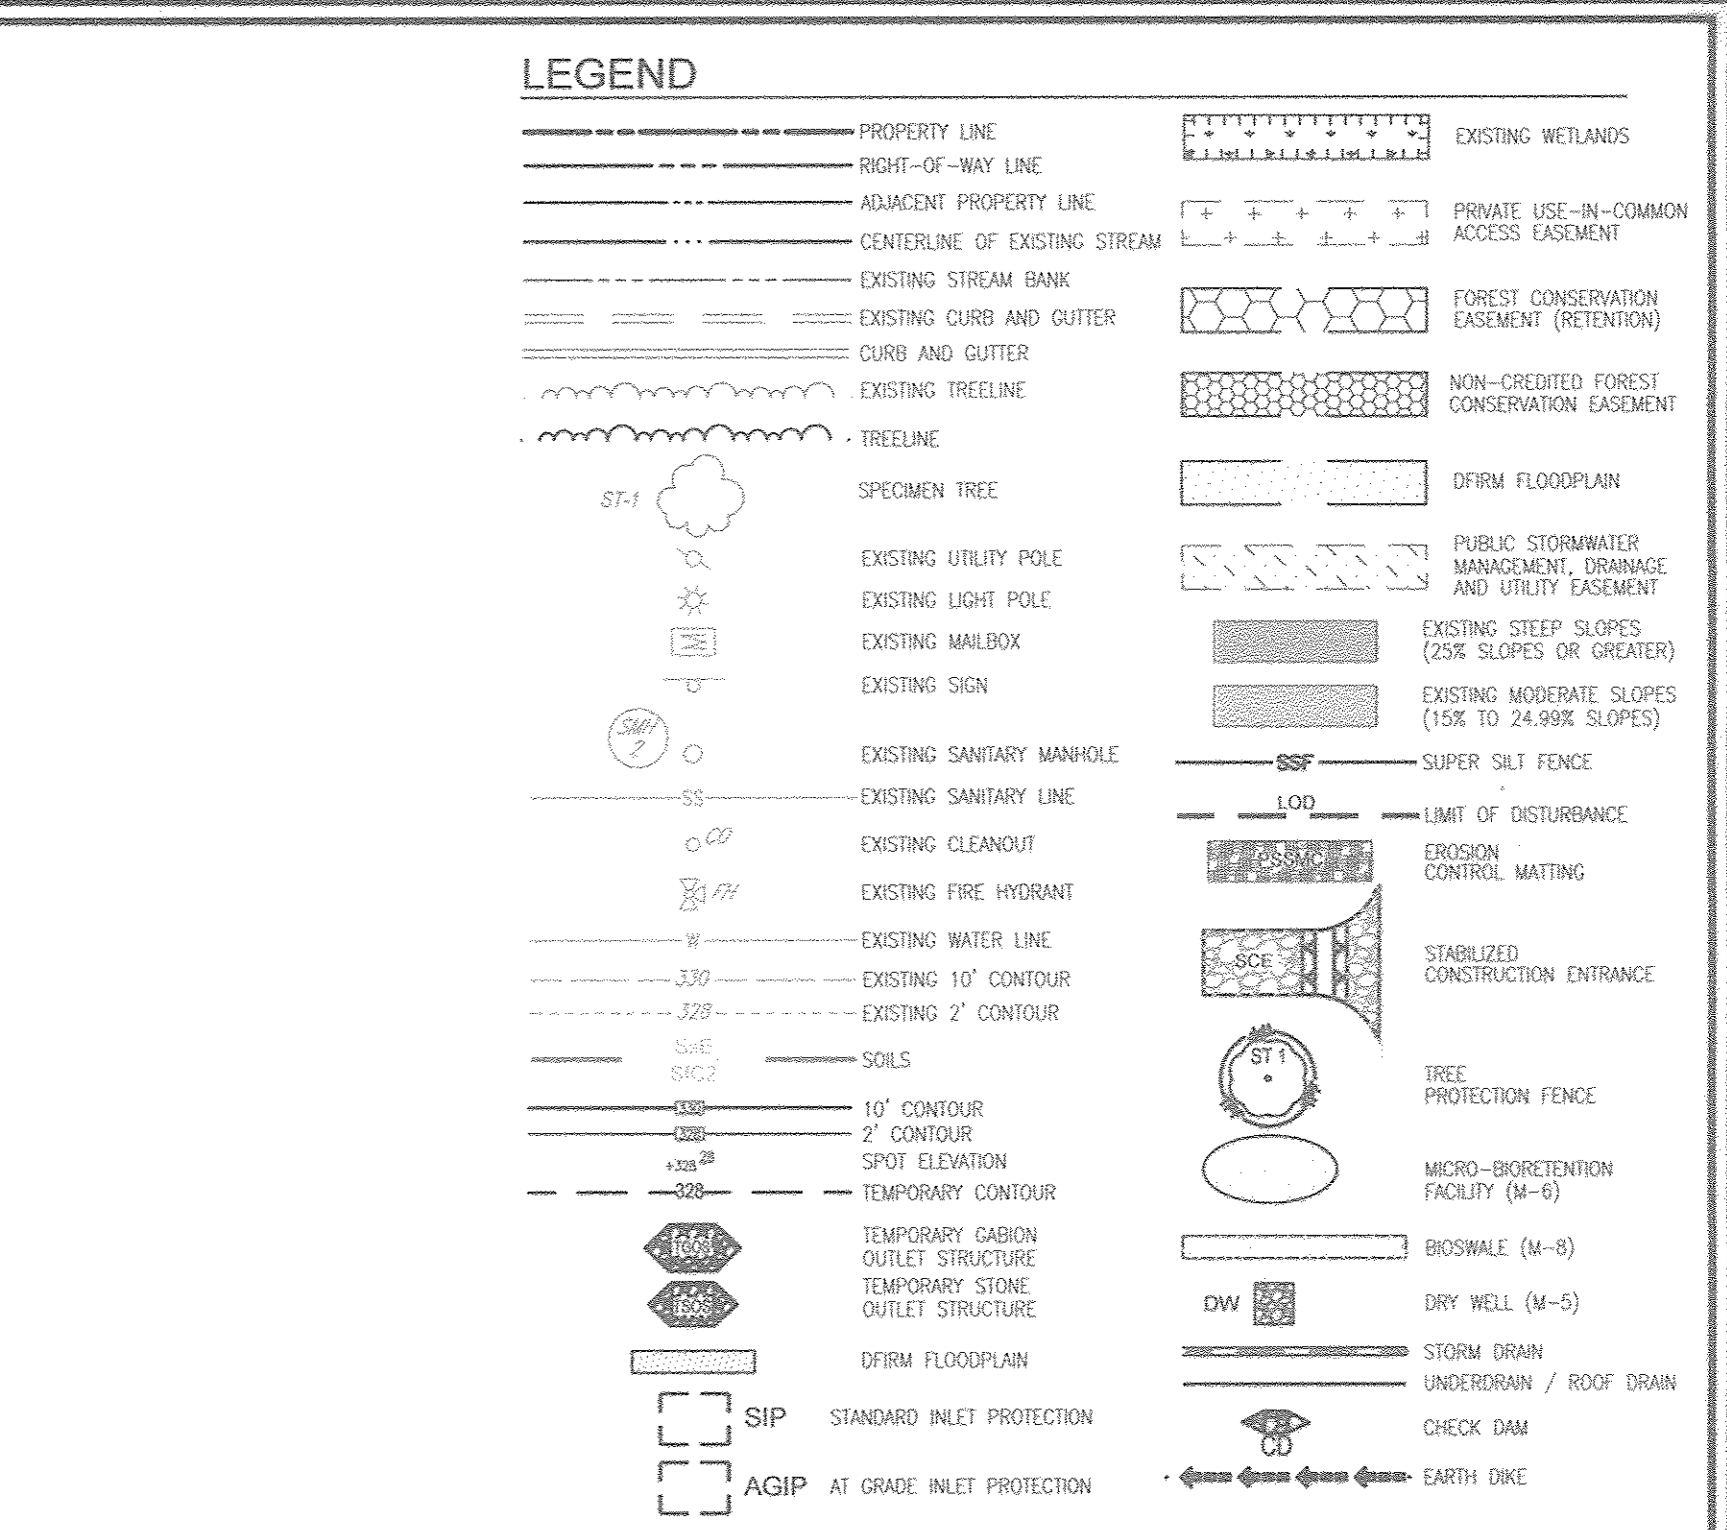 LEGEND
PROPERTY LINE
RIGHT-OF-WAY LINE
ADJACENT PROPERTY LINE
CENTERLINE OF EXISTING STREAM
EXISTING STREAM BANK
EXISTING CURB AND GUTTER
CURB AND GUTTER
EXISTING TREELINE
TREELINE
ST-1 SPECIMEN TREE
EXISTING UTILITY POLE
EXISTING LIGHT POLE
M EXISTING MAILBOX
EXISTING SIGN
SMH
2
EXISTING SANITARY MANHOLE
SS EXISTING SANITARY LINE
CO EXISTING CLEANOUT
FH EXISTING FIRE HYDRANT
W EXISTING WATER LINE
330 EXISTING 10' CONTOUR
328 EXISTING 2' CONTOUR
SOILS
SfC2
330 10' CONTOUR
328 2' CONTOUR
+328 28 SPOT ELEVATION
328 TEMPORARY CONTOUR
TGOS TEMPORARY GABION
OUTLET STRUCTURE
TSOS TEMPORARY STONE
OUTLET STRUCTURE
DFIRM FLOODPLAIN
SIP STANDARD INLET PROTECTION
AGIP AT GRADE INLET PROTECTION
EXISTING WETLANDS
PRIVATE USE-IN-COMMON
ACCESS EASEMENT
FOREST CONSERVATION
EASEMENT (RETENTION)
NON-CREDITED FOREST
CONSERVATION EASEMENT
DFIRM FLOODPLAIN
PUBLIC STORMWATER
MANAGEMENT, DRAINAGE
AND UTILITY EASEMENT
EXISTING STEEP SLOPES
(25% SLOPES OR GREATER)
EXISTING MODERATE SLOPES
(15% TO 24.99% SLOPES)
SSF SUPER SILT FENCE
LOD
LIMIT OF DISTURBANCE
PSSMC EROSION
CONTROL MATTING
SCE STABILIZED
CONSTRUCTION ENTRANCE
ST 1
TREE
PROTECTION FENCE
MICRO-BIORETENTION
FACILITY (M-6)
BIOSWALE (M-8)
DW DRY WELL (M-5)
STORM DRAIN
UNDERDRAIN / ROOF DRAIN
CHECK DAM
CD
EARTH DIKE